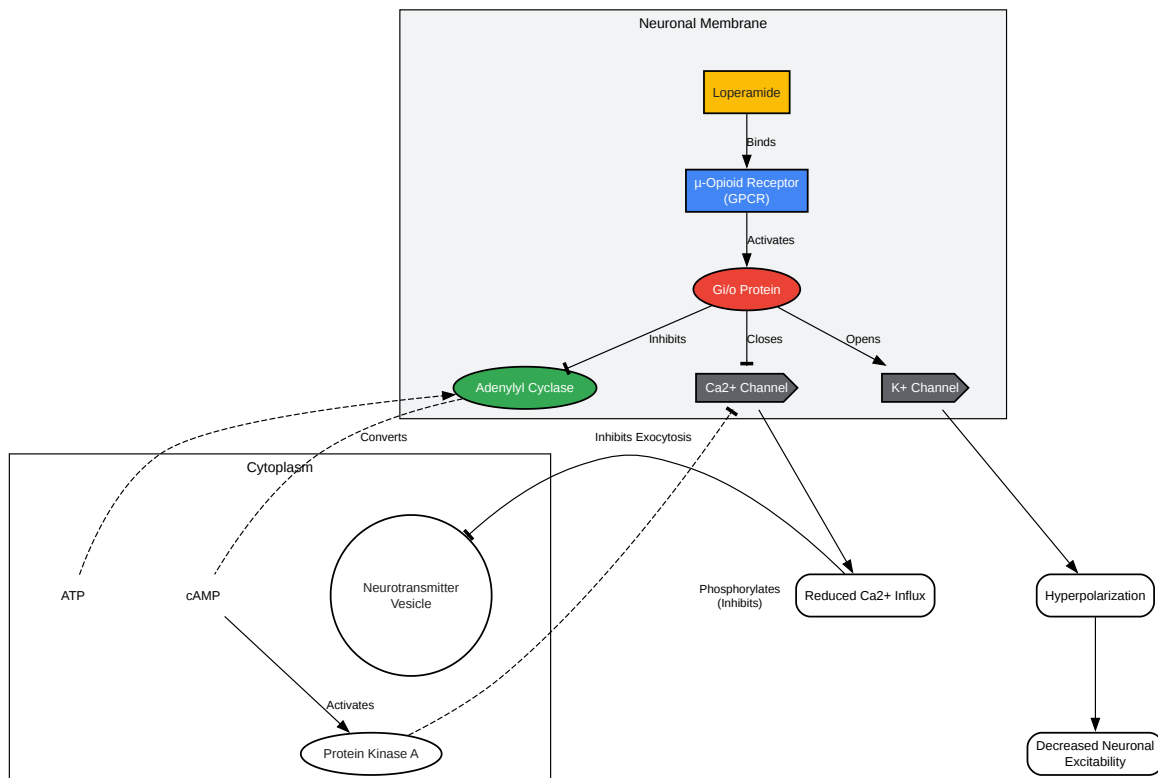 Neuronal Membrane
Loperamide
Binds
µ-Opioid Receptor
(GPCR)
Activates
Gi/o Protein
Inhibits
Closes
Opens
Adenylyl Cyclase
Ca2+ Channel
K+ Channel
Converts
Inhibits Exocytosis
Cytoplasm
ATP
cAMP
Neurotransmitter
Vesicle
Phosphorylates
(Inhibits)
Reduced Ca2+ Influx
Hyperpolarization
Activates
Protein Kinase A
Decreased Neuronal
Excitability